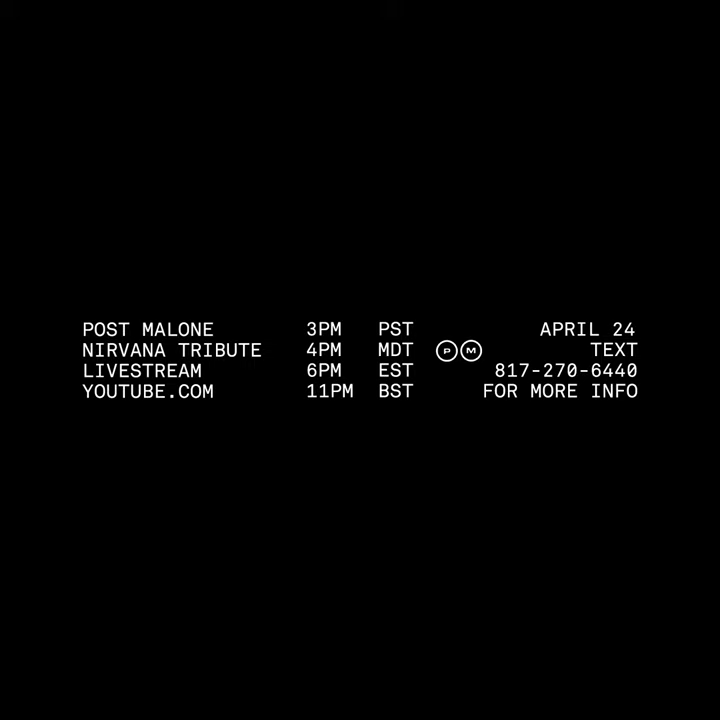 POST MALONE 3PM PST APRIL 24
NIRVANA TRIBUTE 4PM MDT P M TEXT
LIVESTREAM 6PM EST 817-270-6440
YOUTUBE.COM 11PM BST FOR MORE INFO